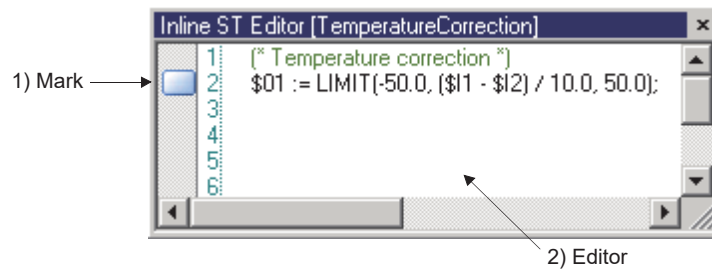 Inline ST Editor [TemperatureCorrection]
1 (* Temperature correction *)
1) Mark
2 $01 := LIMIT(-50.0, ($I1 - $I2) / 10.0, 50.0);
3
4
5
6
2) Editor